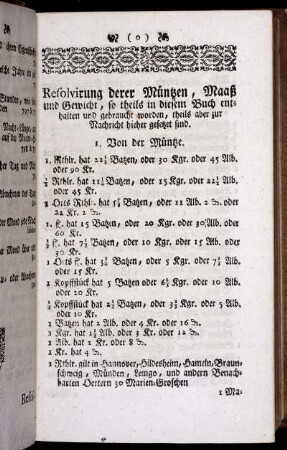 ( o )
Resolvirung derer Müntzen, Maaß
und Gewicht, so theils in diesem Buch ent-
halten und gebraucht worden, theils aber zur
Nachricht hieher gesetzet sind.
1. Von der Müntze.
1. Rthlr. hat 22½ Batzen, oder 30 Kgr. oder 45 Alb.
oder 90 Kr.
½ Rthlr. hat 11¼ Batzen, oder 15 Kgr. oder 22½ Alb.
oder 45 Kr.
1 Orts Rthl. hat 5⅝ Batzen, oder 11 Alb. 2 ₰. oder
22 Kr. 2 ₰.
1. fl. hat 15 Batzen, oder 20 Kgr. oder 30 Alb. oder
60 Kr.
½ fl. hat 7½ Batzen, oder 10 Kgr. oder 15 Alb. oder
30 Kr.
1 Orts fl. hat 3¾ Batzen, oder 5 Kgr. oder 7½ Alb.
oder 15 Kr.
1 Kopffstück hat 5 Batzen oder 6⅔ Kgr. oder 10 Alb.
oder 20 Kr.
½ Kopffstück hat 2½ Batzen, oder 3⅓ Kgr. oder 5 Alb.
oder 10 Kr.
1 Batzen hat 2 Alb. oder 4 Kr. oder 16 ₰.
1 Kgr. hat 1½ Alb. oder 3 Kr. oder 12 ₰.
1 Alb. hat 2 Kr. oder 8 ₰.
1 Kr. hat 4 ₰.
1 Rthlr. gilt in Hannover, Hildesheim, Hameln, Braun-
schweig, Münden, Lemgo, und andern Benach-
barten Oertern 30 Marien-Groschen
1 Ma-